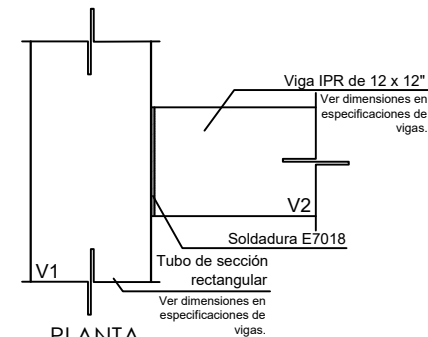 Viga IPR de 12 x 12"
Ver dimensiones en
especificaciones de
vigas.
V2
Soldadura E7018
V1
Tubo de sección
rectangular
Ver dimensiones en
especificaciones de
vigas.
PLANTA